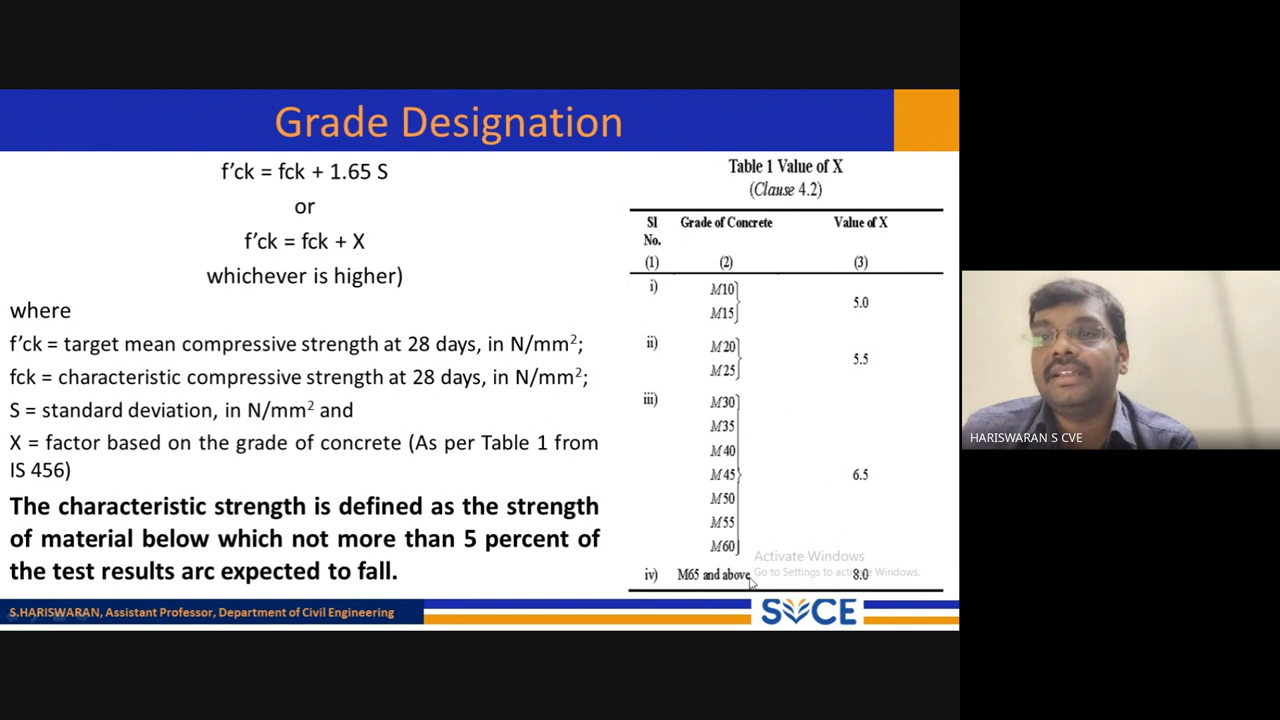 Grade Designation
f’ck = fck + 1.65 S
or
f’ck = fck + X
whichever is higher)
where
f’ck = target mean compressive strength at 28 days, in N/mm²;
fck = characteristic compressive strength at 28 days, in N/mm²;
S = standard deviation, in N/mm² and
X = factor based on the grade of concrete (As per Table 1 from
IS 456)
The characteristic strength is defined as the strength
of material below which not more than 5 percent of
the test results arc expected to fall.
Table 1 Value of X
(Clause 4.2)
Sl Grade of Concrete Value of X
No.
(1) (2) (3)
i) M10
M15
5.0
ii) M20
M25
5.5
iii) M30
M35
M40
M45 6.5
M50
M55
M60
Activate Windows
iv) M65 and above 8.0
Go to Settings to activate Windows.
S.HARISWARAN, Assistant Professor, Department of Civil Engineering
SVCE
HARISWARAN S CVE